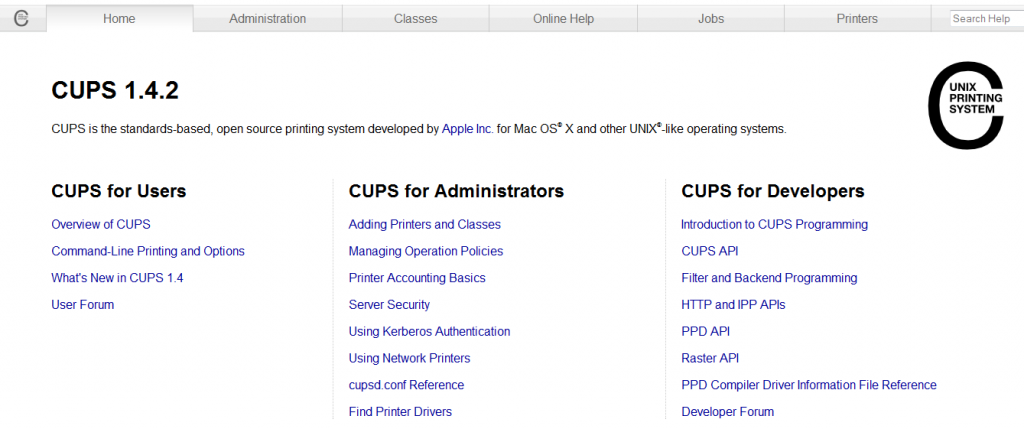 Home
Administration
Classes
Online Help
Jobs
Printers
Search Help
CUPS 1.4.2
UNIX
PRINTING
SYSTEM
CUPS is the standards-based, open source printing system developed by Apple Inc. for Mac OS® X and other UNIX®-like operating systems.
CUPS for Users
Overview of CUPS
Command-Line Printing and Options
What's New in CUPS 1.4
User Forum
CUPS for Administrators
Adding Printers and Classes
Managing Operation Policies
Printer Accounting Basics
Server Security
Using Kerberos Authentication
Using Network Printers
cupsd.conf Reference
Find Printer Drivers
CUPS for Developers
Introduction to CUPS Programming
CUPS API
Filter and Backend Programming
HTTP and IPP APIs
PPD API
Raster API
PPD Compiler Driver Information File Reference
Developer Forum